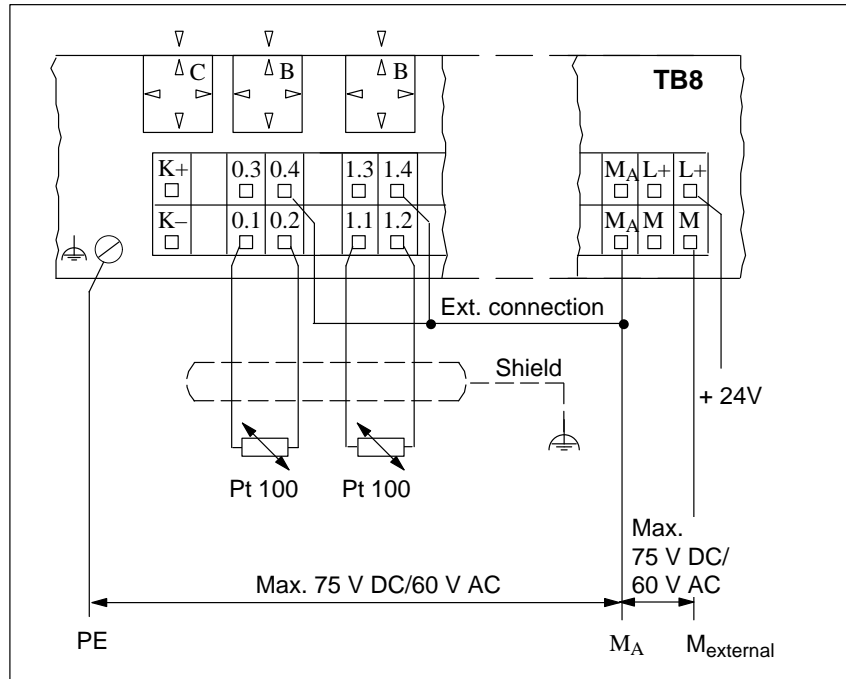 C B B TB8
K+ 0.3 0.4 1.3 1.4 MA L+ L+
K– 0.1 0.2 1.1 1.2 MA M M
Ext. connection
Shield
+ 24V
Pt 100 Pt 100
Max.
75 V DC/
60 V AC
Max. 75 V DC/60 V AC
PE MA Mexternal